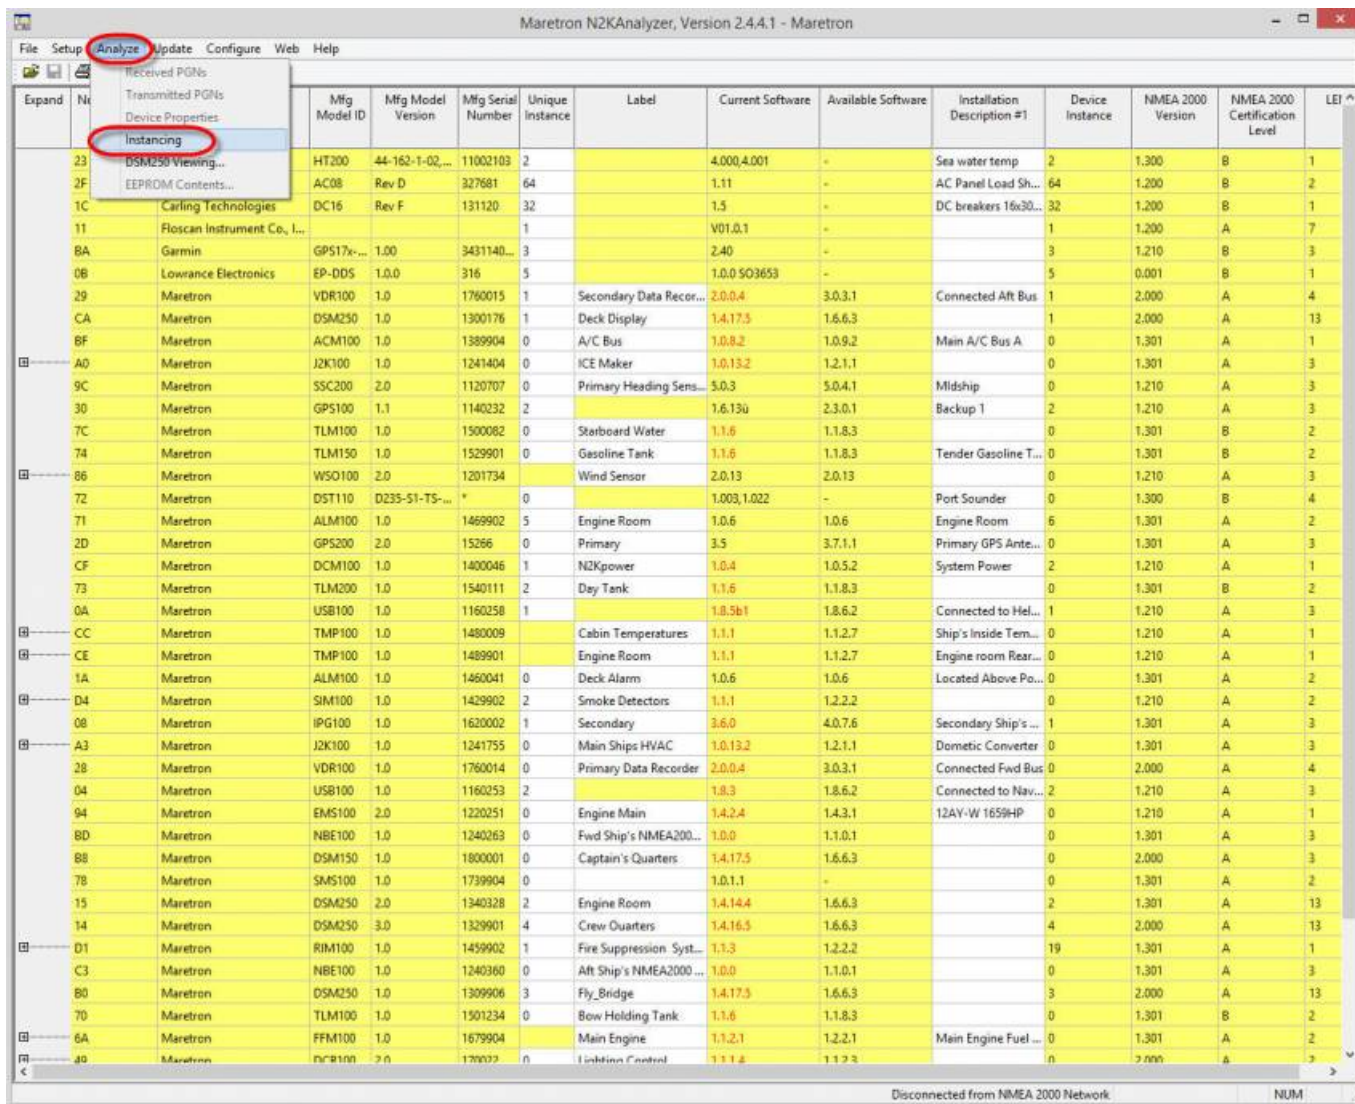 Maretron N2KAnalyzer, Version 2.4.4.1 - Maretron
File Setup Analyze Update Configure Web Help
Received PGNs
Transmitted PGNs
Device Properties
Instancing
DSM250 Viewing...
EEPROM Contents...
Expand Mfg Model ID Mfg Model Version Mfg Serial Number Unique Instance Label Current Software Available Software Installation Description #1 Device Instance NMEA 2000 Version NMEA 2000 Certification Level
23 HT200 44-162-1-02,... 11002103 2 4.000,4.001 - Sea water temp 2 1.300 B 1
2F AC08 Rev D 327681 64 1.11 - AC Panel Load Sh... 64 1.200 B 2
1C Carling Technologies DC16 Rev F 131120 32 1.5 - DC breakers 16x30... 32 1.200 B 1
11 Floscan Instrument Co., I... 1 V01.0.1 - 1 1.200 A 7
BA Garmin GPS17x-... 1.00 3431140... 3 2.40 - 3 1.210 B 3
0B Lowrance Electronics EP-DDS 1.0.0 316 5 1.0.0 SO3653 - 5 0.001 B 1
29 Maretron VDR100 1.0 1760015 1 Secondary Data Recor... 2.0.0.4 3.0.3.1 Connected Aft Bus 1 2.000 A 4
CA Maretron DSM250 1.0 1300176 1 Deck Display 1.4.17.5 1.6.6.3 1 2.000 A 13
BF Maretron ACM100 1.0 1389904 0 A/C Bus 1.0.8.2 1.0.9.2 Main A/C Bus A 0 1.301 A 1
A0 Maretron J2K100 1.0 1241404 0 ICE Maker 1.0.13.2 1.2.1.1 0 1.301 A 3
9C Maretron SSC200 2.0 1120707 0 Primary Heading Sens... 5.0.3 5.0.4.1 MIdship 0 1.210 A 3
30 Maretron GPS100 1.1 1140232 2 1.6.13ü 2.3.0.1 Backup 1 2 1.210 A 3
7C Maretron TLM100 1.0 1500082 0 Starboard Water 1.1.6 1.1.8.3 0 1.301 B 2
74 Maretron TLM150 1.0 1529901 0 Gasoline Tank 1.1.6 1.1.8.3 Tender Gasoline T... 0 1.301 B 2
86 Maretron WSO100 2.0 1201734 Wind Sensor 2.0.13 2.0.13 0 1.210 A 3
72 Maretron DST110 D235-S1-TS-... * 0 1.003,1.022 - Port Sounder 0 1.300 B 4
71 Maretron ALM100 1.0 1469902 5 Engine Room 1.0.6 1.0.6 Engine Room 6 1.301 A 2
2D Maretron GPS200 2.0 15266 0 Primary 3.5 3.7.1.1 Primary GPS Ante... 0 1.301 A 3
CF Maretron DCM100 1.0 1400046 1 N2Kpower 1.0.4 1.0.5.2 System Power 2 1.210 A 1
73 Maretron TLM200 1.0 1540111 2 Day Tank 1.1.6 1.1.8.3 0 1.301 B 2
0A Maretron USB100 1.0 1160258 1 1.8.5b1 1.8.6.2 Connected to Hel... 1 1.210 A 3
CC Maretron TMP100 1.0 1480009 Cabin Temperatures 1.1.1 1.1.2.7 Ship's Inside Tem... 0 1.210 A 1
CE Maretron TMP100 1.0 1489901 Engine Room 1.1.1 1.1.2.7 Engine room Rear... 0 1.210 A 1
1A Maretron ALM100 1.0 1460041 0 Deck Alarm 1.0.6 1.0.6 Located Above Po... 0 1.301 A 2
D4 Maretron SIM100 1.0 1429902 2 Smoke Detectors 1.1.1 1.2.2.2 0 1.210 A 2
08 Maretron IPG100 1.0 1620002 1 Secondary 3.6.0 4.0.7.6 Secondary Ship's ... 1 1.301 A 3
A3 Maretron J2K100 1.0 1241755 0 Main Ships HVAC 1.0.13.2 1.2.1.1 Dometic Converter 0 1.301 A 3
28 Maretron VDR100 1.0 1760014 0 Primary Data Recorder 2.0.0.4 3.0.3.1 Connected Fwd Bus 0 2.000 A 4
04 Maretron USB100 1.0 1160253 2 1.8.3 1.8.6.2 Connected to Nav... 2 1.210 A 3
94 Maretron EMS100 2.0 1220251 0 Engine Main 1.4.2.4 1.4.3.1 12AY-W 1659HP 0 1.210 A 1
BD Maretron NBE100 1.0 1240263 0 Fwd Ship's NMEA200... 1.0.0 1.1.0.1 0 1.301 A 3
B8 Maretron DSM150 1.0 1800001 0 Captain's Quarters 1.4.17.5 1.6.6.3 0 2.000 A 3
78 Maretron SMS100 1.0 1739904 0 1.0.1.1 - 0 1.301 A 2
15 Maretron DSM250 2.0 1340328 2 Engine Room 1.4.14.4 1.6.6.3 2 1.301 A 13
14 Maretron DSM250 3.0 1329901 4 Crew Quarters 1.4.16.5 1.6.6.3 4 2.000 A 13
D1 Maretron RIM100 1.0 1459902 1 Fire Suppression Syst... 1.1.3 1.2.2.2 19 1.301 A 1
C3 Maretron NBE100 1.0 1240360 0 Aft Ship's NMEA2000 ... 1.0.0 1.1.0.1 0 1.301 A 3
B0 Maretron DSM250 1.0 1309906 3 Fly_Bridge 1.4.17.5 1.6.6.3 3 2.000 A 13
70 Maretron TLM100 1.0 1501234 0 Bow Holding Tank 1.1.6 1.1.8.3 0 1.301 B 2
6A Maretron FFM100 1.0 1679904 Main Engine 1.1.2.1 1.2.2.1 Main Engine Fuel ... 0 1.301 A 2
49 Maretron DCR100 2.0 170022 0 Lighting Control 1.1.1.4 1.1.2.3 0 2.000 A 2
Disconnected from NMEA 2000 Network NUM